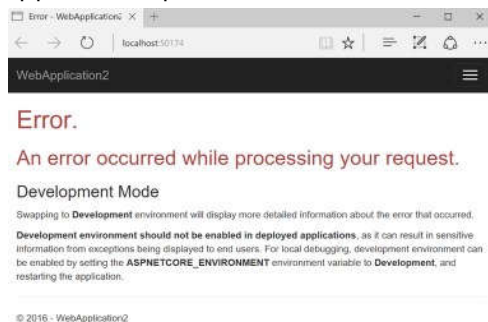 Error - WebApplication2
localhost:50174
WebApplication2
Error.
An error occurred while processing your request.
Development Mode
Swapping to Development environment will display more detailed information about the error that occurred.
Development environment should not be enabled in deployed applications, as it can result in sensitive
information from exceptions being displayed to end users. For local debugging, development environment can
be enabled by setting the ASPNETCORE_ENVIRONMENT environment variable to Development, and
restarting the application.
© 2016 - WebApplication2